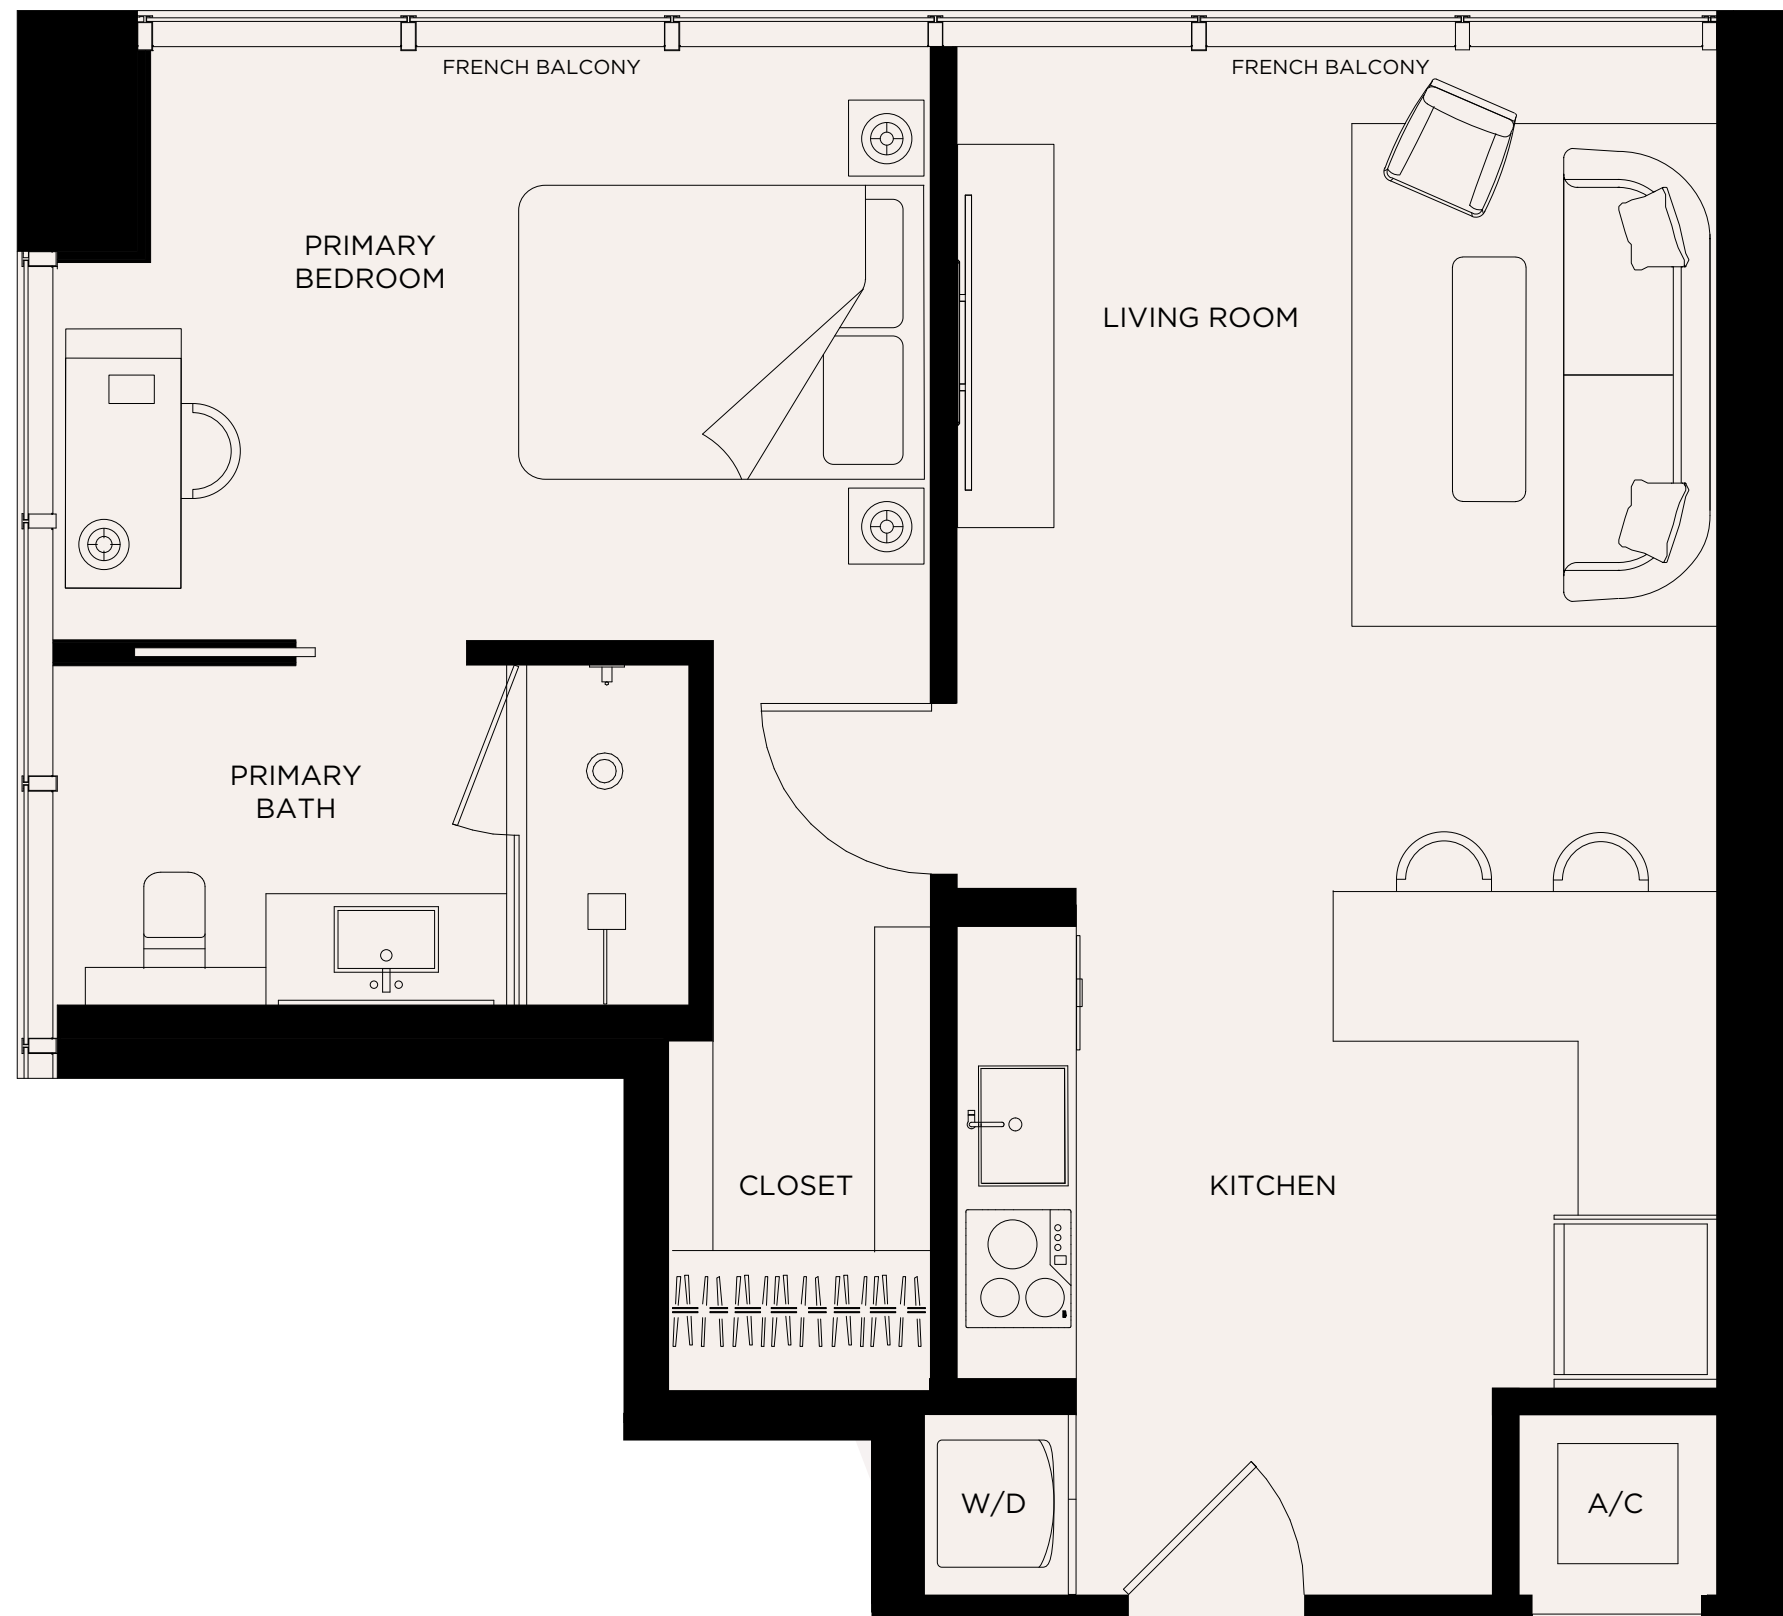 FRENCH BALCONY
FRENCH BALCONY
PRIMARY
BEDROOM
LIVING ROOM
PRIMARY
BATH
CLOSET
KITCHEN
W/D
A/C